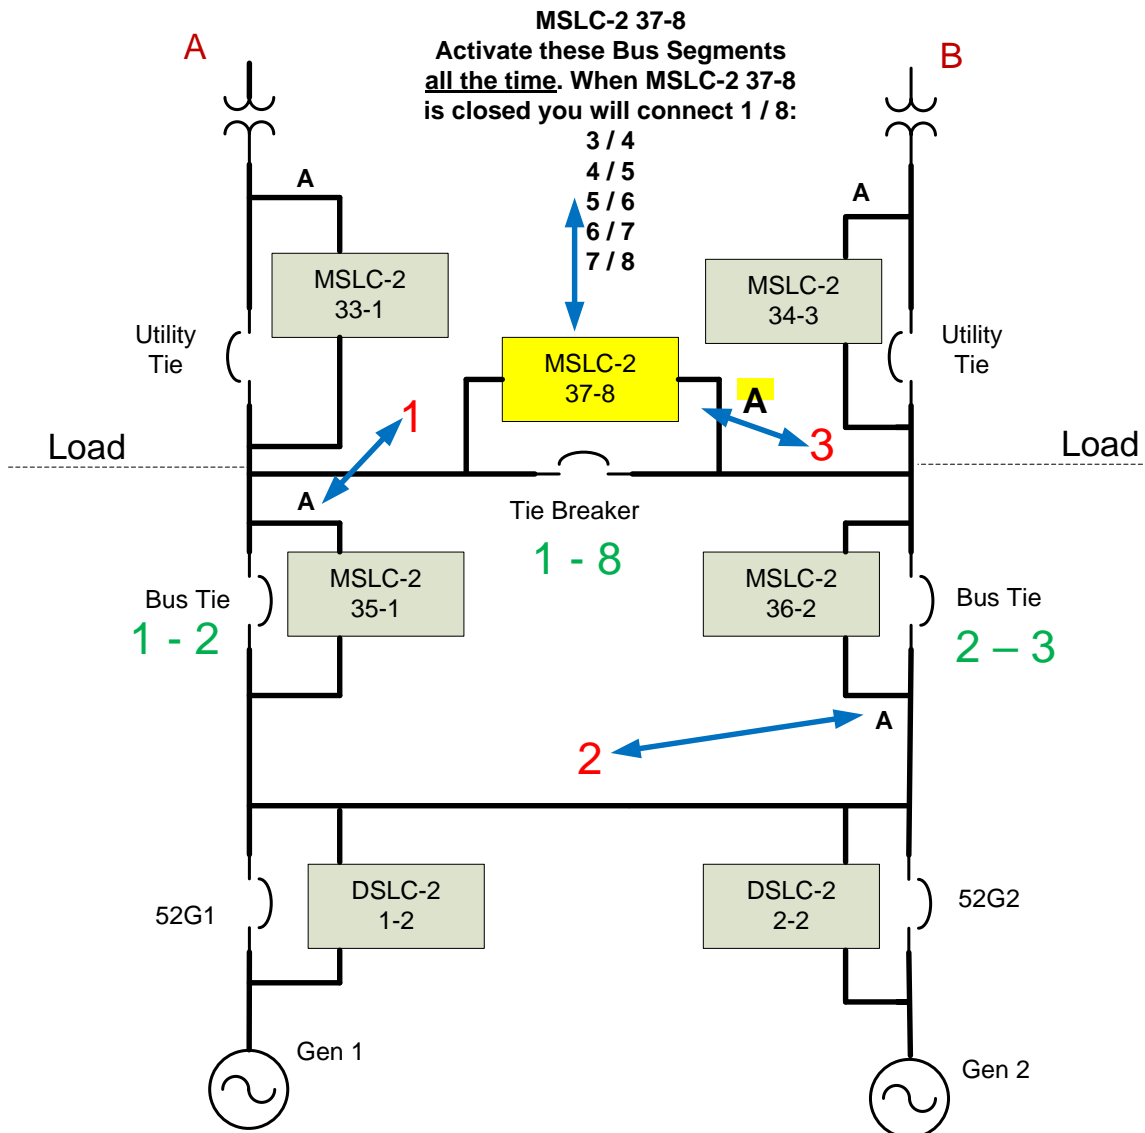 MSLC-2 37-8
Activate these Bus Segments
all the time. When MSLC-2 37-8
is closed you will connect 1 / 8:
3 / 4
4 / 5
5 / 6
6 / 7
7 / 8
A
B
A
A
MSLC-2
33-1
MSLC-2
34-3
Utility
Tie
MSLC-2
37-8
Utility
Tie
A
1
3
Load
Load
A
Tie Breaker
1 - 8
MSLC-2
35-1
MSLC-2
36-2
Bus Tie
1 - 2
Bus Tie
2 – 3
A
2
DSLC-2
1-2
DSLC-2
2-2
52G1
52G2
Gen 1
Gen 2